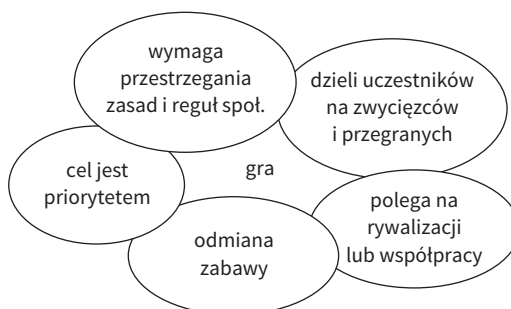 wymaga
przestrzegania
zasad i reguł społ.
dzieli uczestników
na zwycięzców
i przegranych
cel jest
priorytetem
gra
polega na
rywalizacji
lub współpracy
odmiana
zabawy